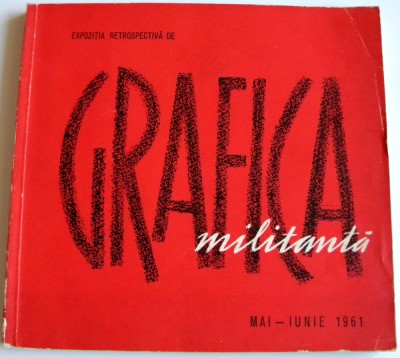 EXPOZIȚIA RETROSPECTIVĂ DE
GRAFICA
militantă
MAI — IUNIE 1961